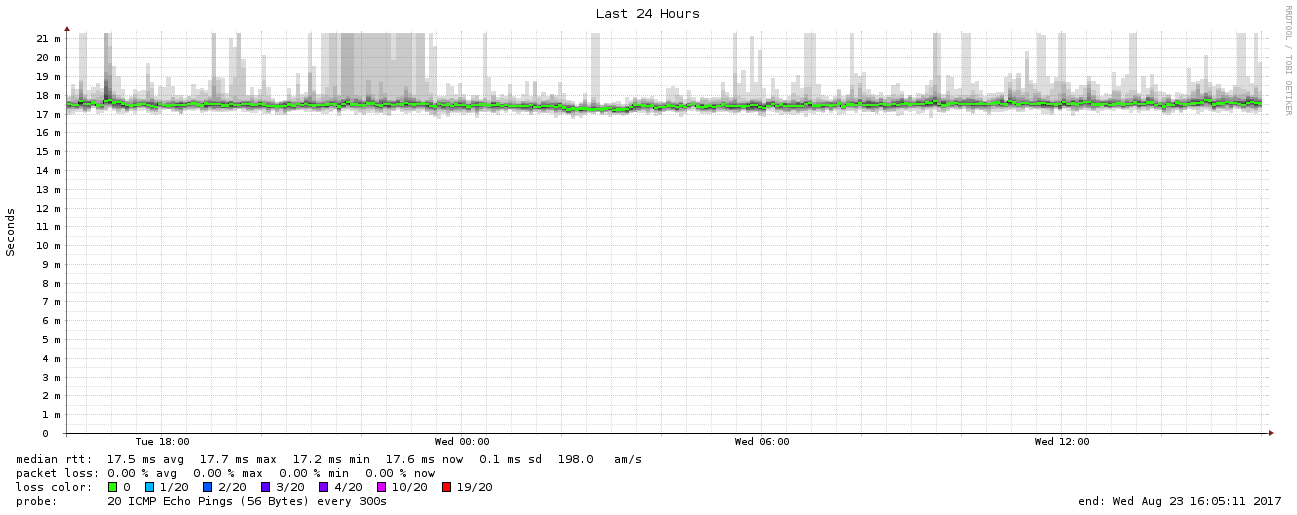 Last 24 Hours
RRDTOOL / TOBI OETIKER
Seconds
21 m
20 m
19 m
18 m
17 m
16 m
15 m
14 m
13 m
12 m
11 m
10 m
9 m
8 m
7 m
6 m
5 m
4 m
3 m
2 m
1 m
0
Tue 18:00 Wed 00:00 Wed 06:00 Wed 12:00
median rtt: 17.5 ms avg 17.7 ms max 17.2 ms min 17.6 ms now 0.1 ms sd 198.0 am/s
packet loss: 0.00 % avg 0.00 % max 0.00 % min 0.00 % now
loss color: 0 1/20 2/20 3/20 4/20 10/20 19/20
probe: 20 ICMP Echo Pings (56 Bytes) every 300s end: Wed Aug 23 16:05:11 2017